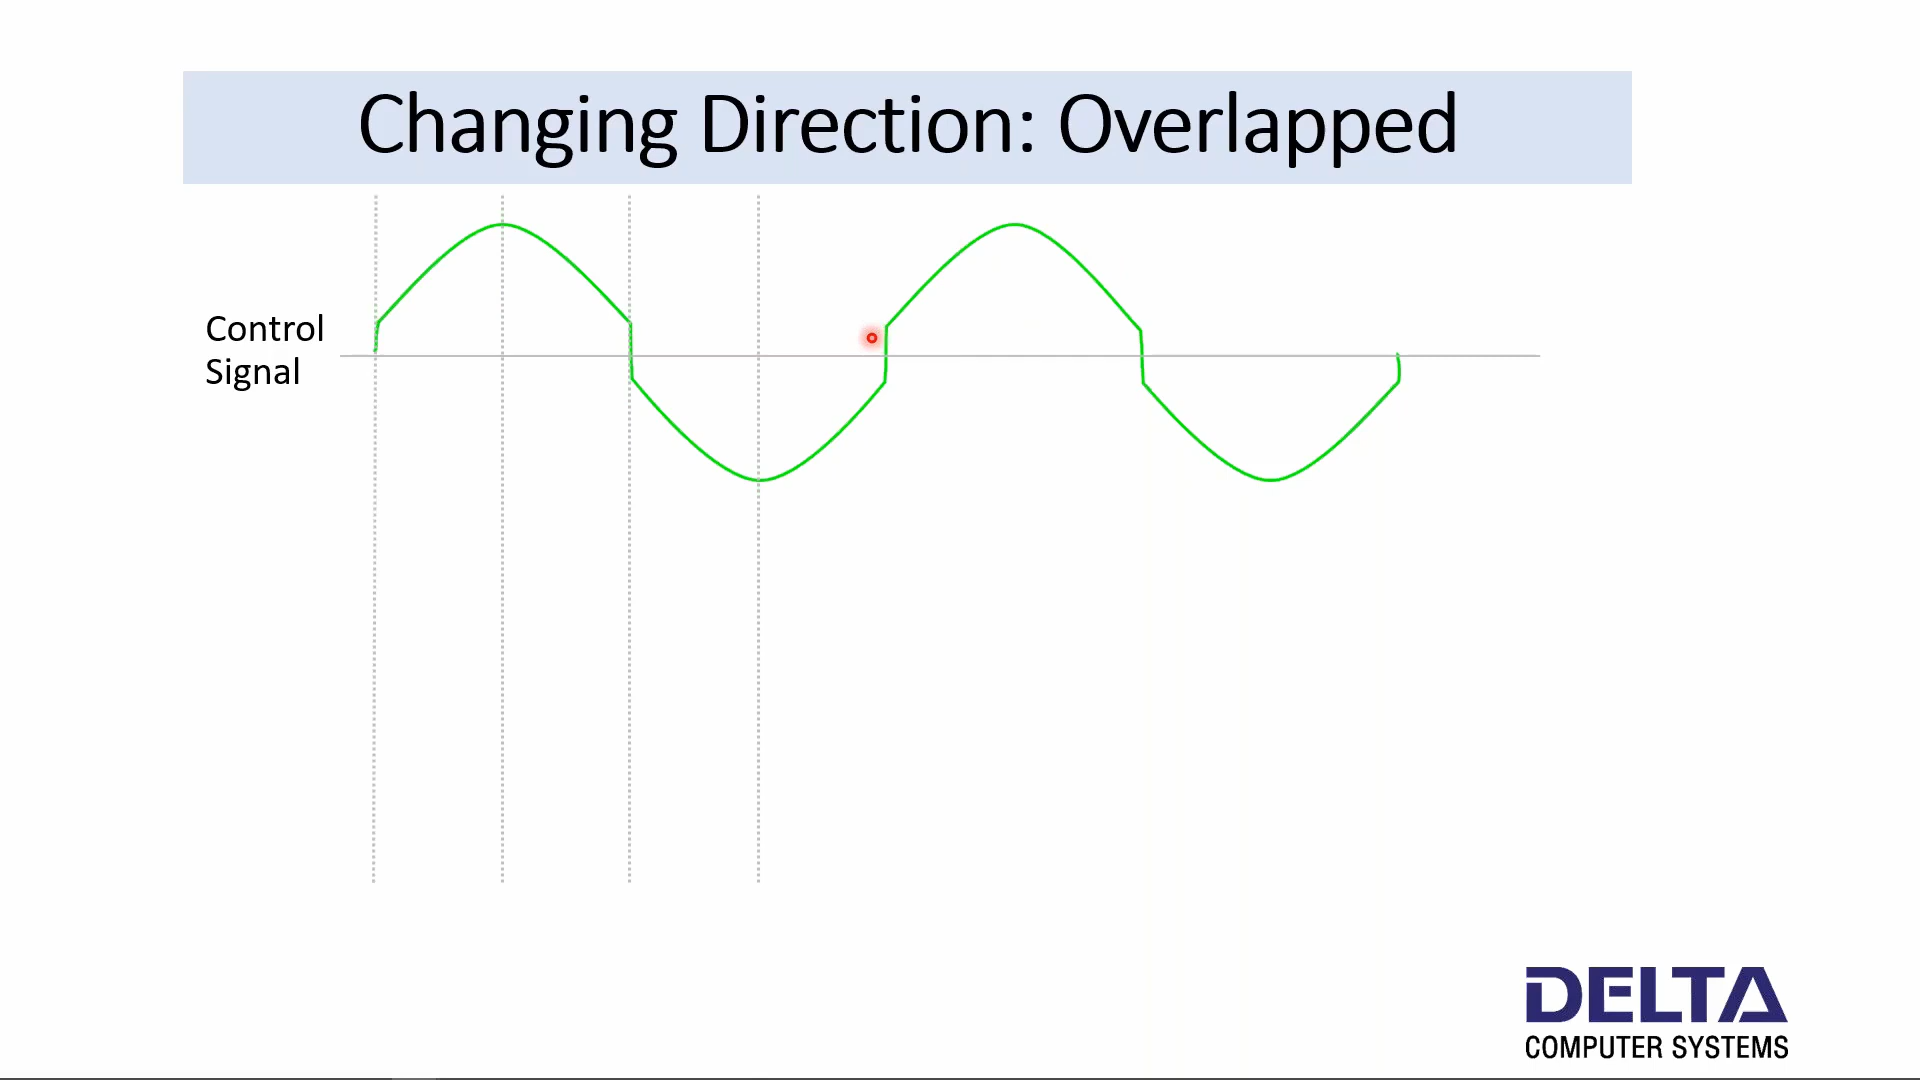 Changing Direction: Overlapped
Control
Signal
DELTA
COMPUTER SYSTEMS